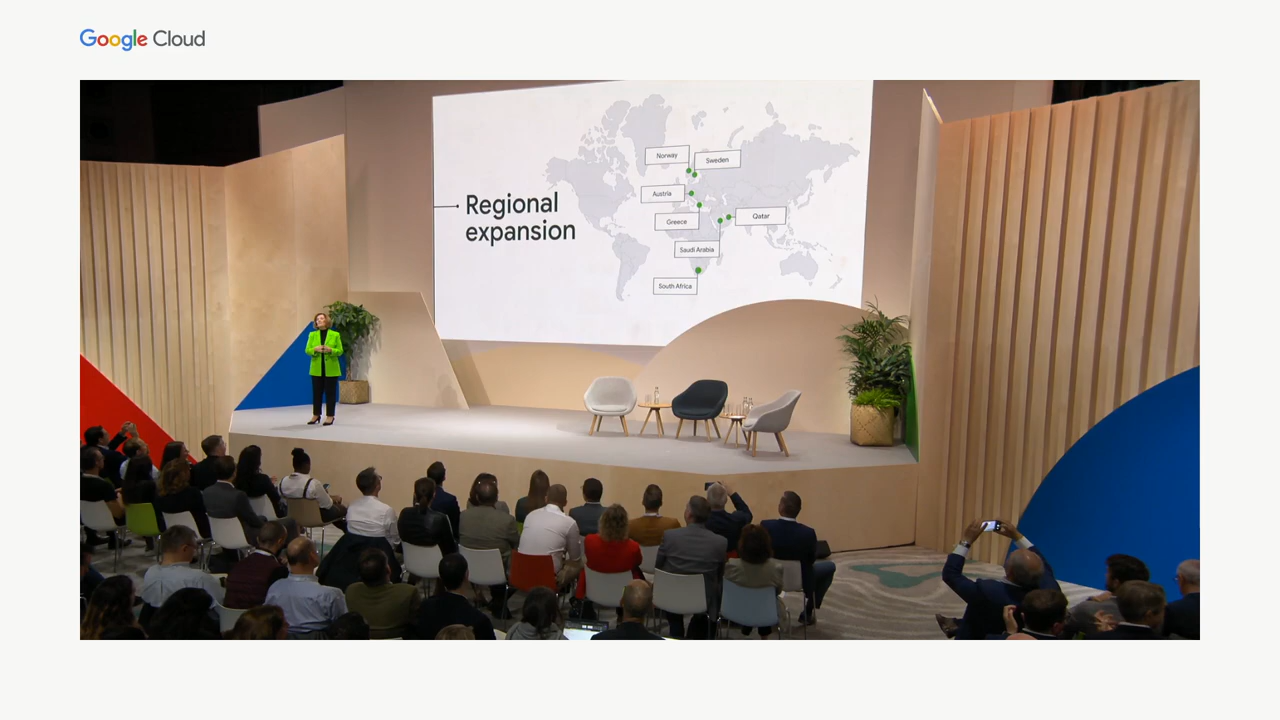 Google Cloud
Regional
expansion
Norway
Sweden
Austria
Greece
Qatar
Saudi Arabia
South Africa